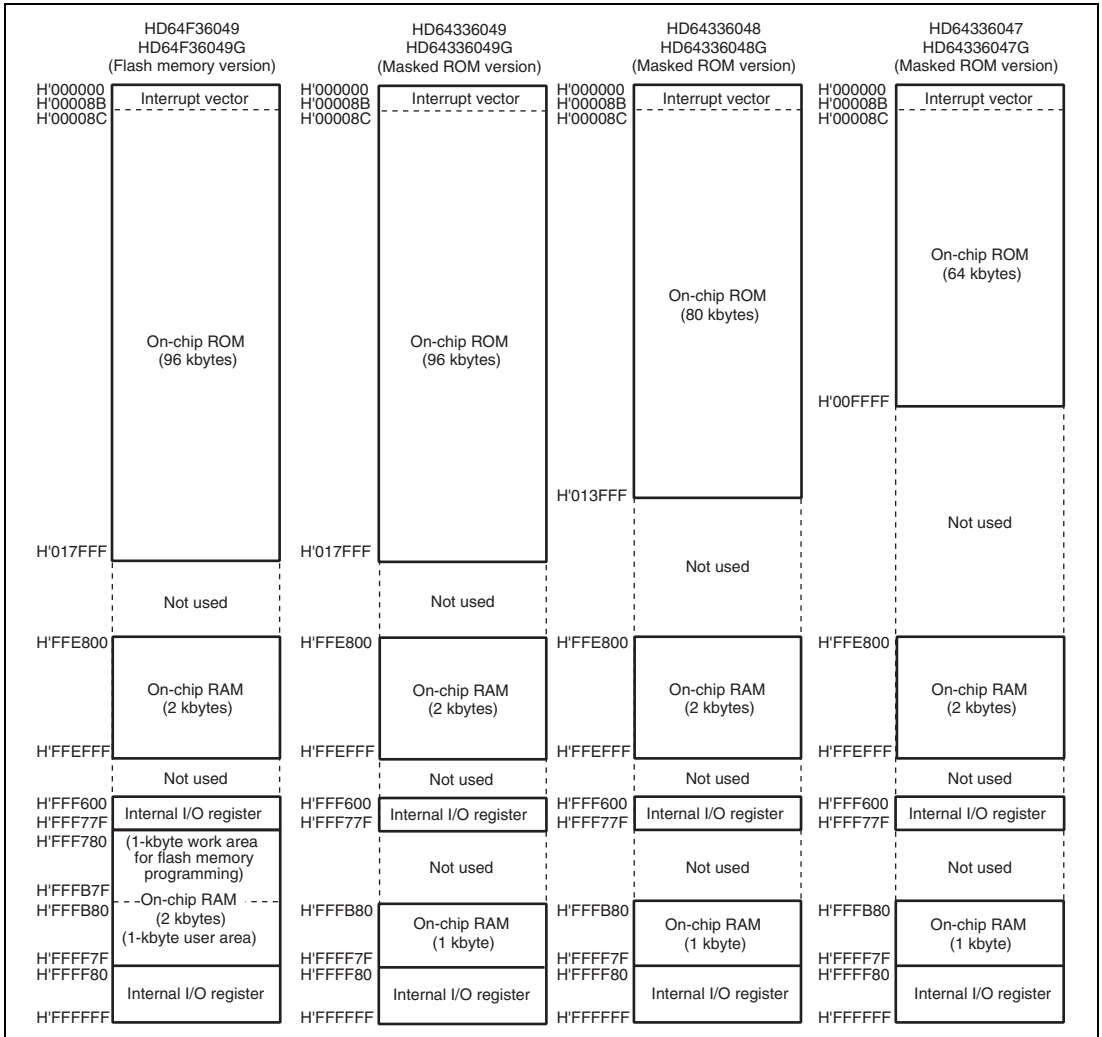 HD64F36049
HD64F36049G
(Flash memory version)
H'000000
H'00008B
H'00008C
Interrupt vector
On-chip ROM
(96 kbytes)
H'017FFF
Not used
H'FFE800
On-chip RAM
(2 kbytes)
H'FFEFFF
Not used
H'FFF600
H'FFF77F
Internal I/O register
H'FFF780
(1-kbyte work area
for flash memory
programming)
H'FFFB7F
H'FFFB80
On-chip RAM
(2 kbytes)
(1-kbyte user area)
H'FFFF7F
H'FFFF80
Internal I/O register
H'FFFFFF
HD64336049
HD64336049G
(Masked ROM version)
H'000000
H'00008B
H'00008C
Interrupt vector
On-chip ROM
(96 kbytes)
H'017FFF
Not used
H'FFE800
On-chip RAM
(2 kbytes)
H'FFEFFF
Not used
H'FFF600
H'FFF77F
Internal I/O register
Not used
H'FFFB80
On-chip RAM
(1 kbyte)
H'FFFF7F
H'FFFF80
Internal I/O register
H'FFFFFF
HD64336048
HD64336048G
(Masked ROM version)
H'000000
H'00008B
H'00008C
Interrupt vector
On-chip ROM
(80 kbytes)
H'013FFF
Not used
H'FFE800
On-chip RAM
(2 kbytes)
H'FFEFFF
Not used
H'FFF600
H'FFF77F
Internal I/O register
Not used
H'FFFB80
On-chip RAM
(1 kbyte)
H'FFFF7F
H'FFFF80
Internal I/O register
H'FFFFFF
HD64336047
HD64336047G
(Masked ROM version)
H'000000
H'00008B
H'00008C
Interrupt vector
On-chip ROM
(64 kbytes)
H'00FFFF
Not used
H'FFE800
On-chip RAM
(2 kbytes)
H'FFEFFF
Not used
H'FFF600
H'FFF77F
Internal I/O register
Not used
H'FFFB80
On-chip RAM
(1 kbyte)
H'FFFF7F
H'FFFF80
Internal I/O register
H'FFFFFF